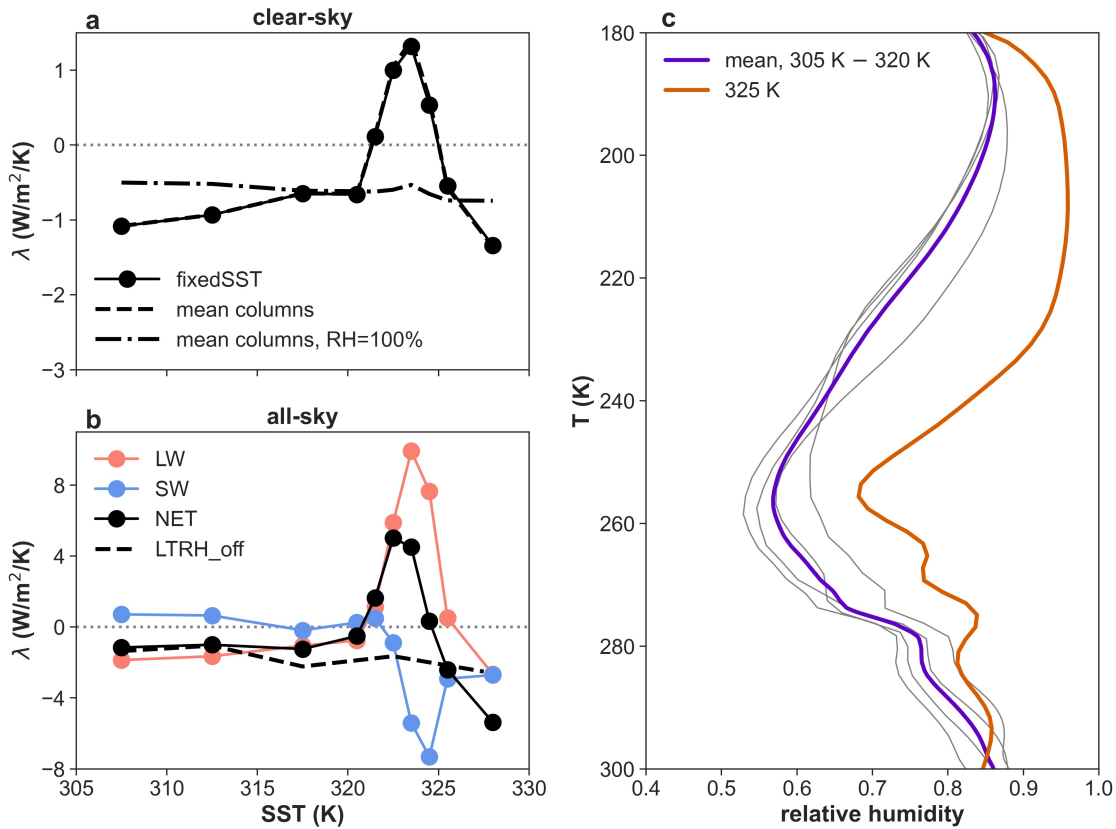 a
clear-sky
1
0
−1
−2
−3
λ (W/m²/K)
fixedSST
mean columns
mean columns, RH=100%
b
all-sky
8
4
0
−4
−8
λ (W/m²/K)
LW
SW
NET
LTRH_off
305 310 315 320 325 330
SST (K)
c
180
200
220
240
260
280
300
T (K)
mean, 305 K − 320 K
325 K
0.4 0.5 0.6 0.7 0.8 0.9 1.0
relative humidity